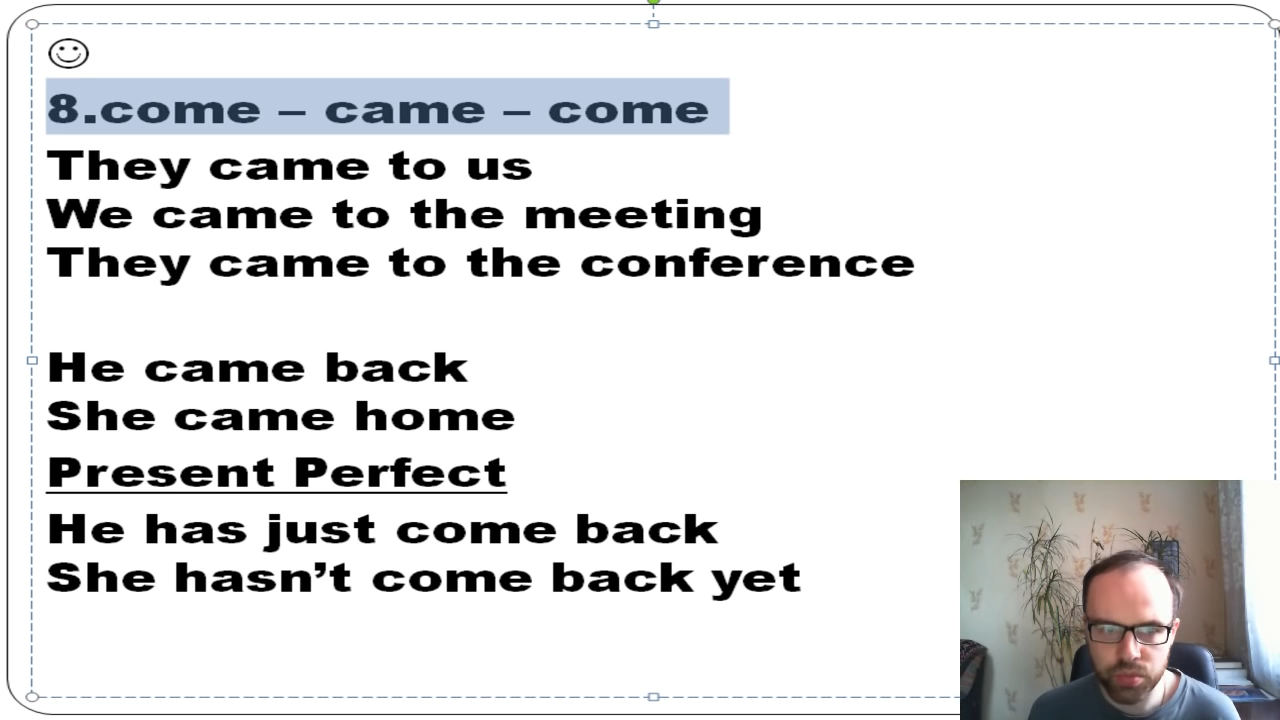 8.come – came – come
They came to us
We came to the meeting
They came to the conference
He came back
She came home
Present Perfect
He has just come back
She hasn’t come back yet